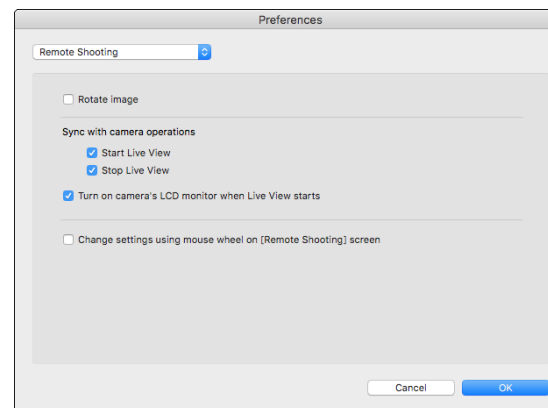 Preferences
Remote Shooting
Rotate image
Sync with camera operations
Start Live View
Stop Live View
Turn on camera's LCD monitor when Live View starts
Change settings using mouse wheel on [Remote Shooting] screen
Cancel OK